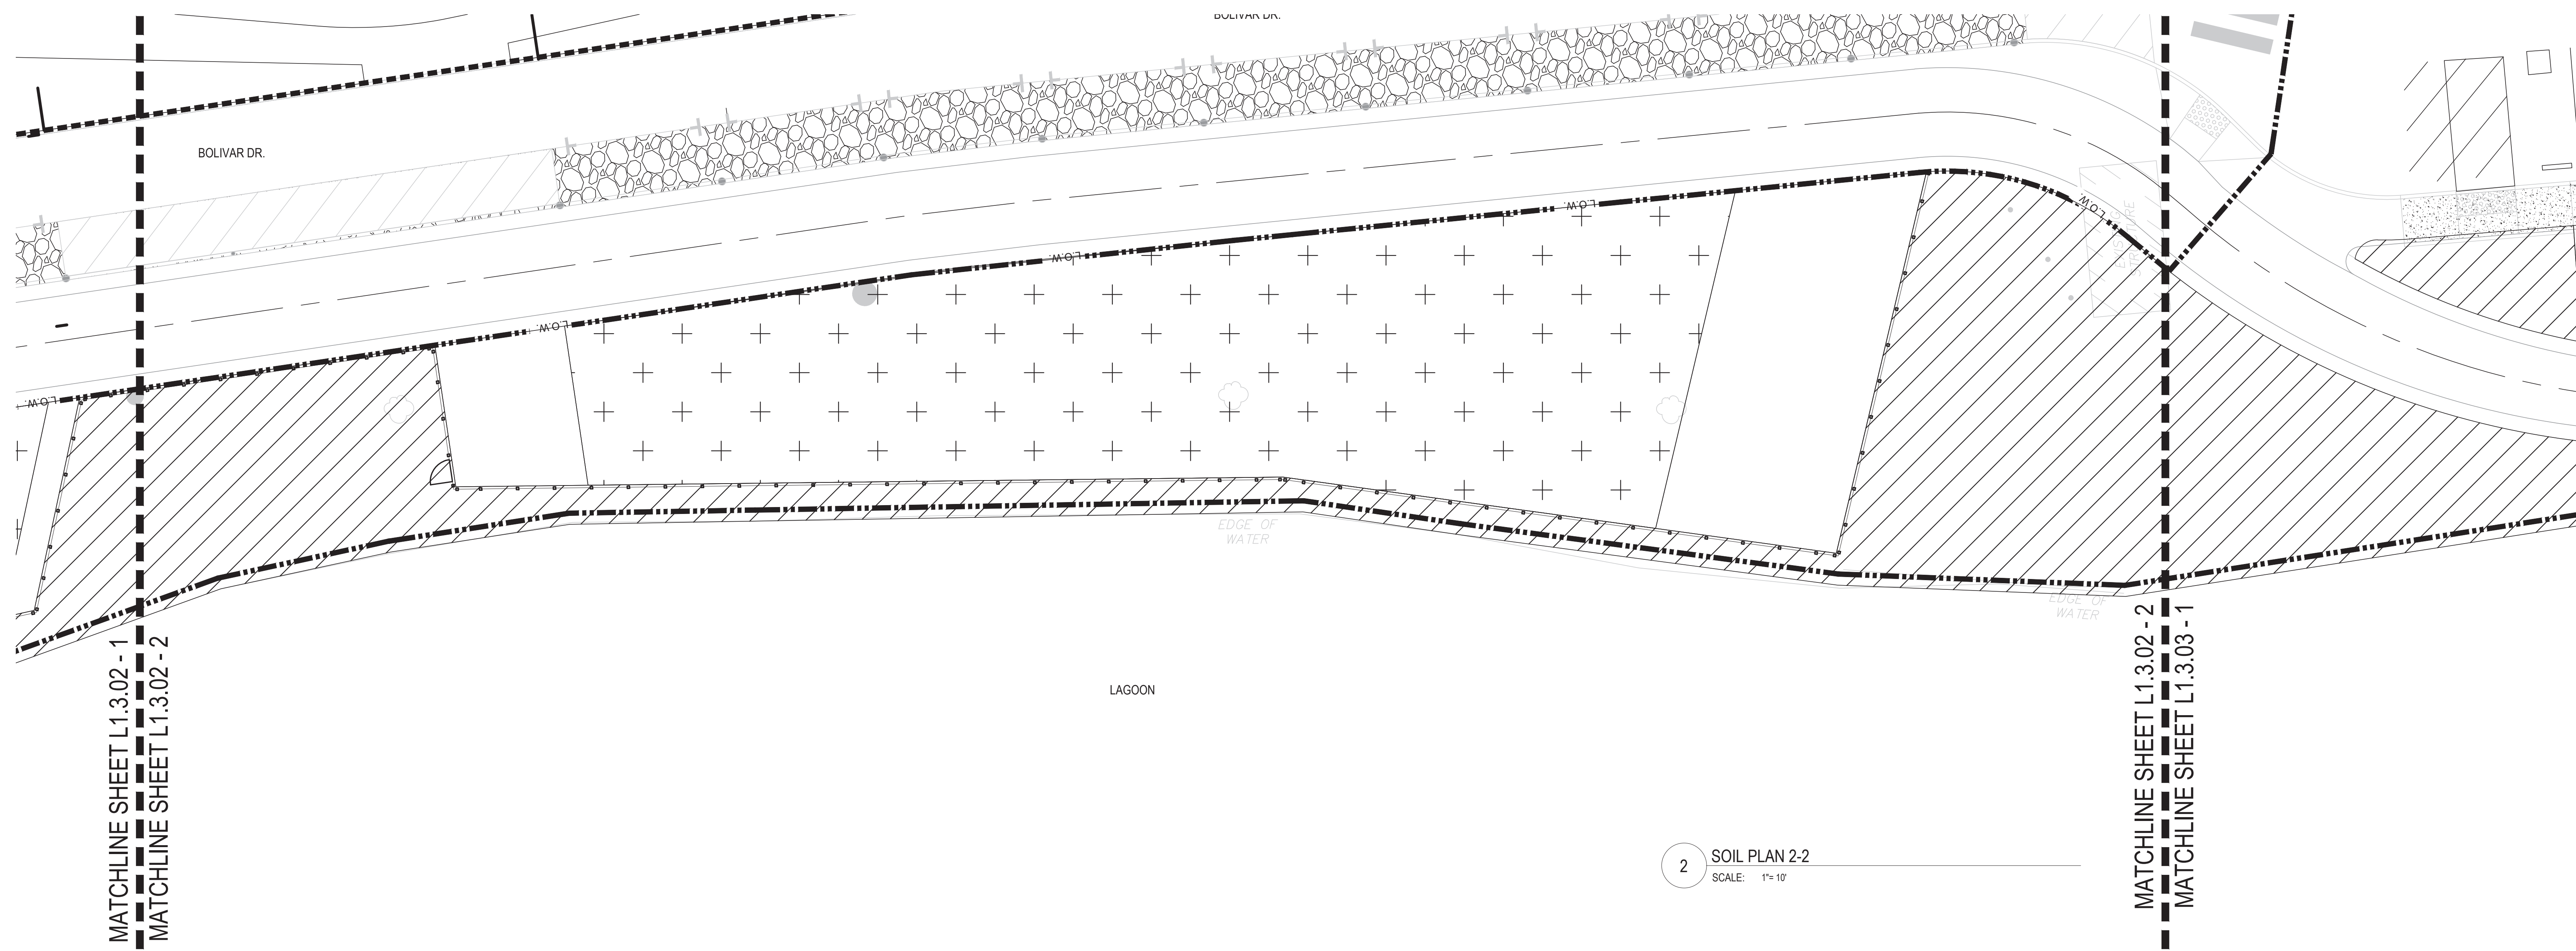 BOLIVAR DR.
BOLIVAR DR.
L.O.W.
L.O.W.
L.O.W.
L.O.W.
L.O.W.
EDGE OF
WATER
EDGE OF
WATER
LAGOON
MATCHLINE SHEET L1.3.02 - 1
MATCHLINE SHEET L1.3.02 - 2
MATCHLINE SHEET L1.3.02 - 2
MATCHLINE SHEET L1.3.03 - 1
2
SOIL PLAN 2-2
SCALE: 1"= 10'